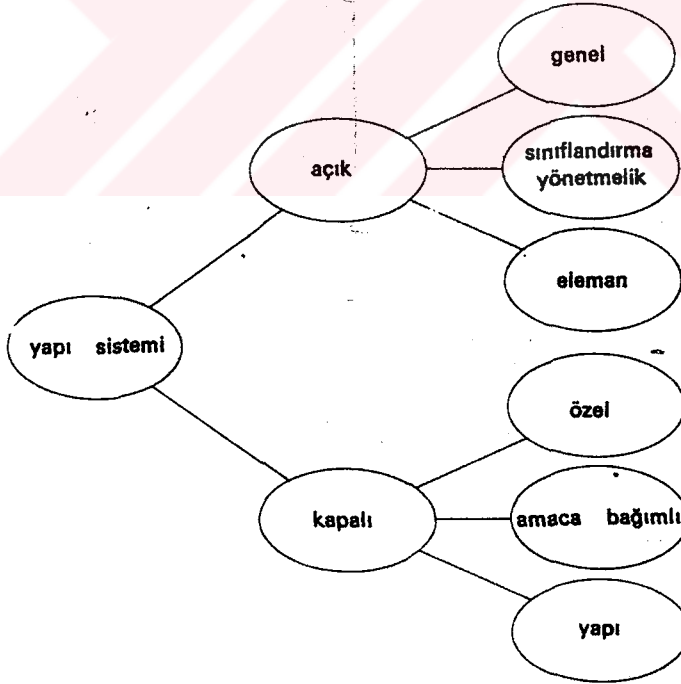 genel
açık
sınıflandırma
yönetmelik
eleman
yapı sistemi
özel
kapalı
amaca bağımlı
yapı